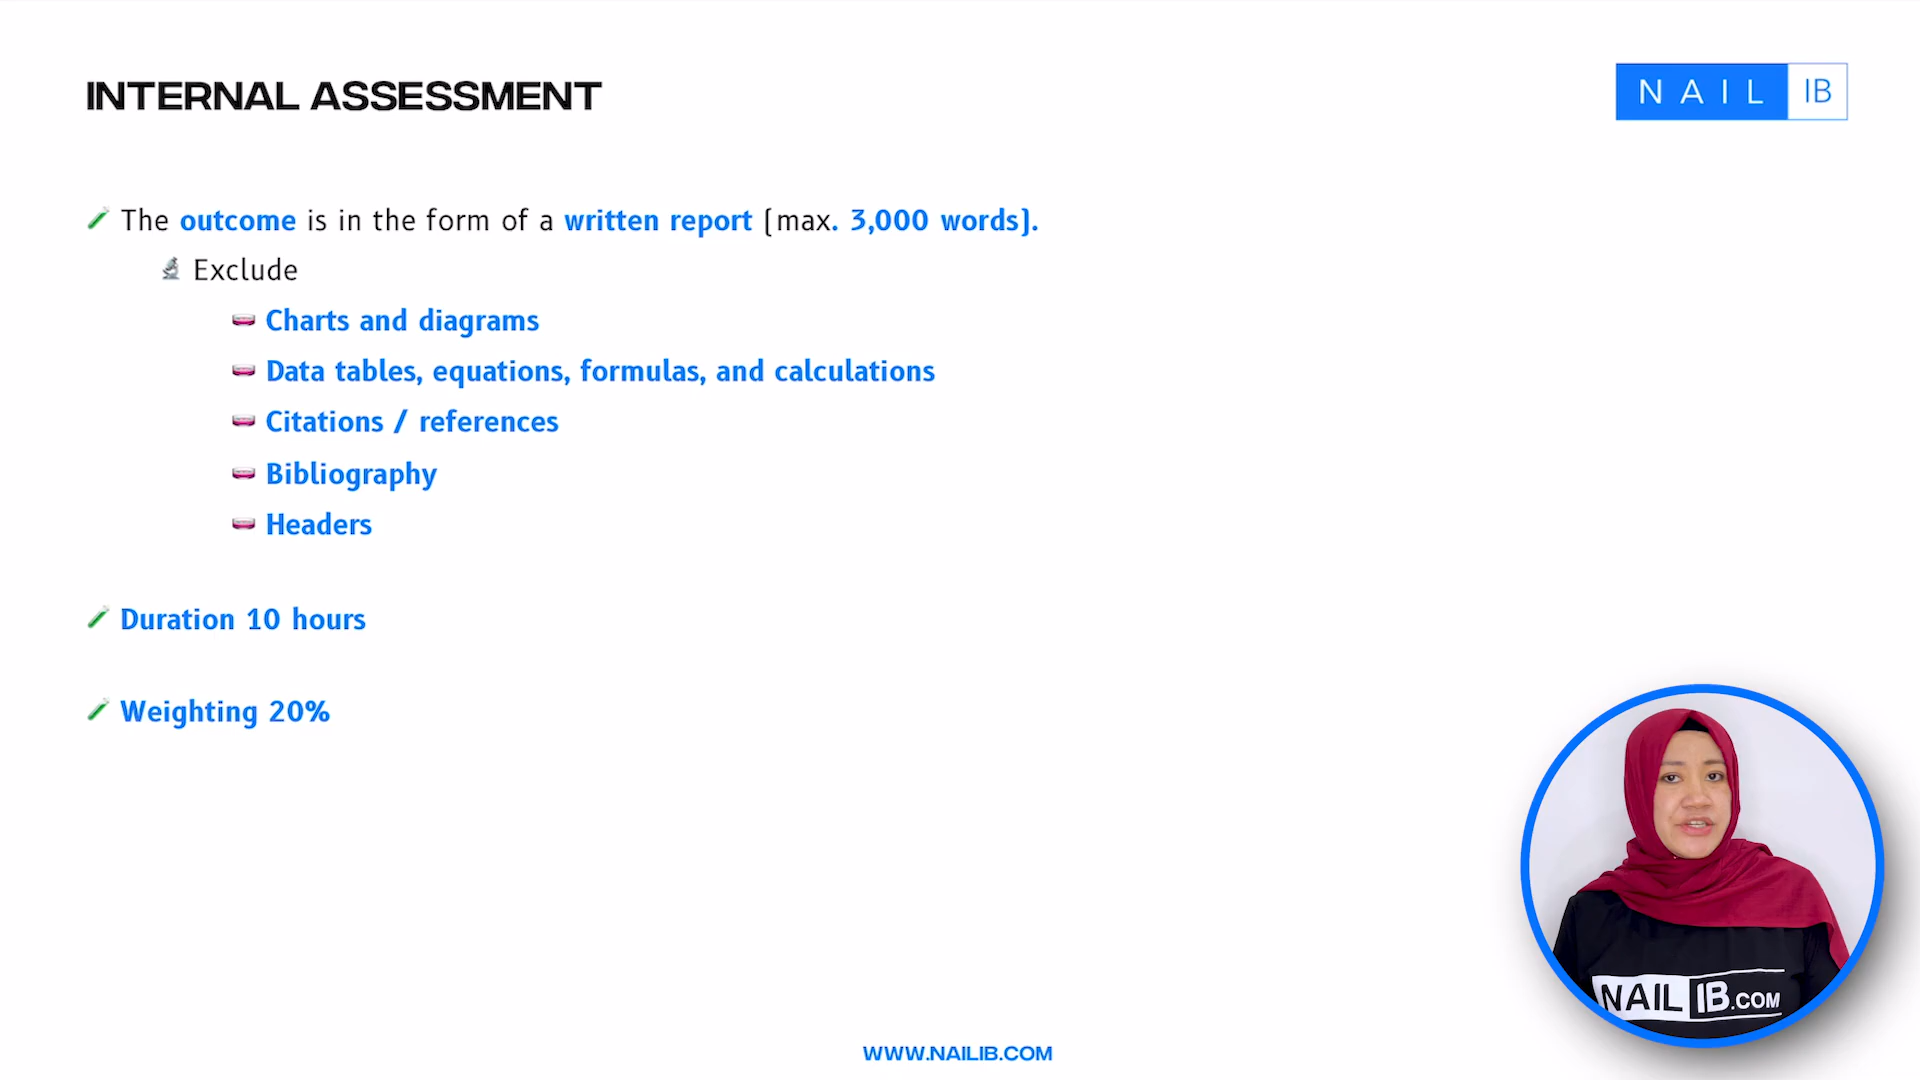 INTERNAL ASSESSMENT
NAIL IB
The outcome is in the form of a written report (max. 3,000 words).
Exclude
Charts and diagrams
Data tables, equations, formulas, and calculations
Citations / references
Bibliography
Headers
Duration 10 hours
Weighting 20%
NAIL IB.COM
WWW.NAILIB.COM